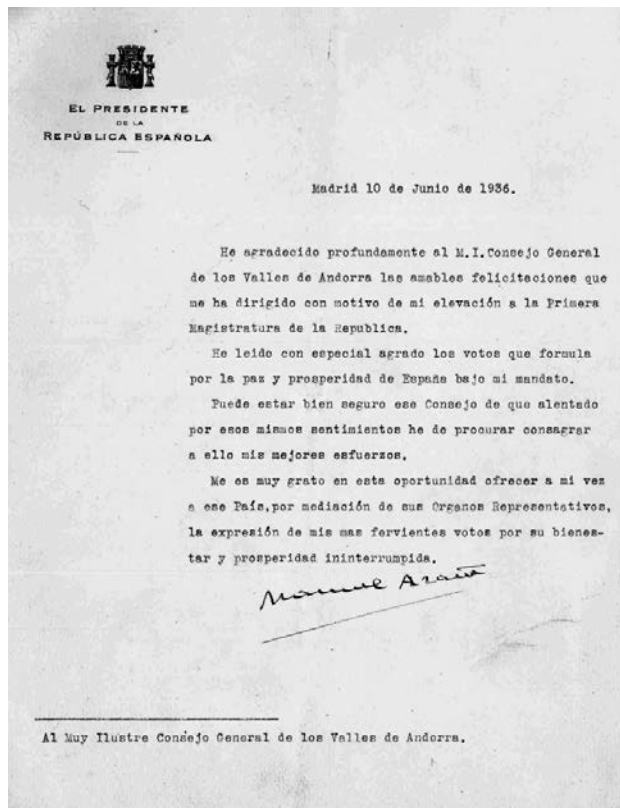 EL PRESIDENTE
DE LA
REPÚBLICA ESPAÑOLA
Madrid 10 de Junio de 1936.
He agradecido profundamente al M.I.Consejo General
de los Valles de Andorra las amables felicitaciones que
me ha dirigido con motivo de mi elevación a la Primera
Magistratura de la Republica.
He leido con especial agrado los votos que formula
por la paz y prosperidad de España bajo mi mandato.
Puede estar bien seguro ese Consejo de que alentado
por esos mismos sentimientos he de procurar consagrar
a ello mis mejores esfuerzos.
Me es muy grato en esta oportunidad ofrecer a mi vez
a ese País,por mediación de sus Organos Representativos,
la expresión de mis mas fervientes votos por su bienes-
tar y prosperidad ininterrumpida.
Manuel Azaña
Al Muy Ilustre Consejo General de los Valles de Andorra.